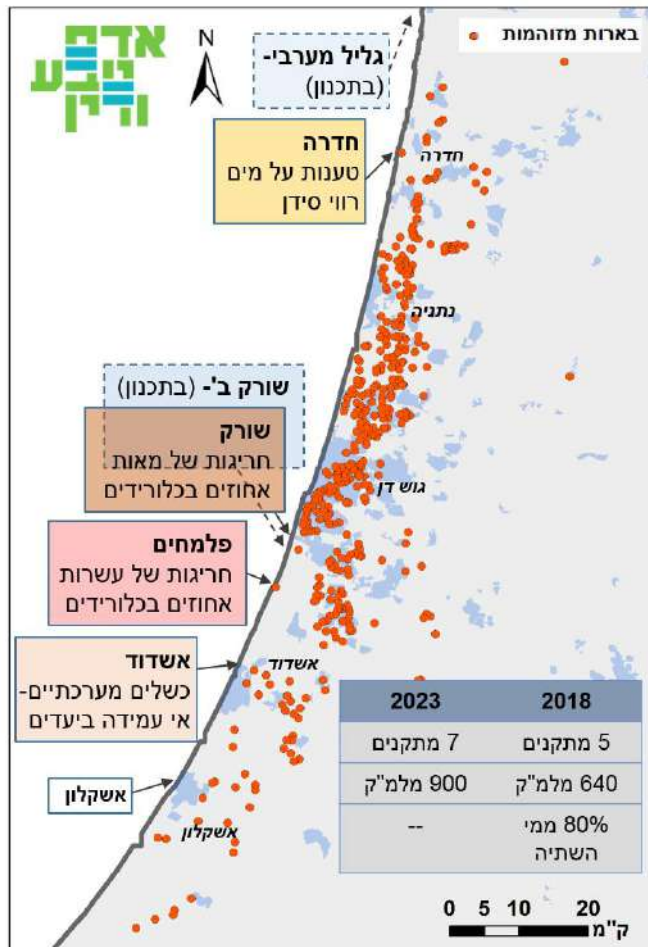 אדם
טבע
ודין
N
בארות מזוהמות
גליל מערבי-
(בתכנון)
חדרה
טענות על מים
רווי סידן
חדרה
נתניה
שורק ב'- (בתכנון)
שורק
חריגות של מאות
אחוזים בכלורידים
גוש דן
פלמחים
חריגות של עשרות
אחוזים בכלורידים
אשדוד
כשלים מערכתיים-
אי עמידה ביעדים
אשדוד
אשקלון
אשקלון
2018 2023
5 מתקנים 7 מתקנים
640 מלמ"ק 900 מלמ"ק
80% ממי --
השתיה
0 5 10 20
ק"מ